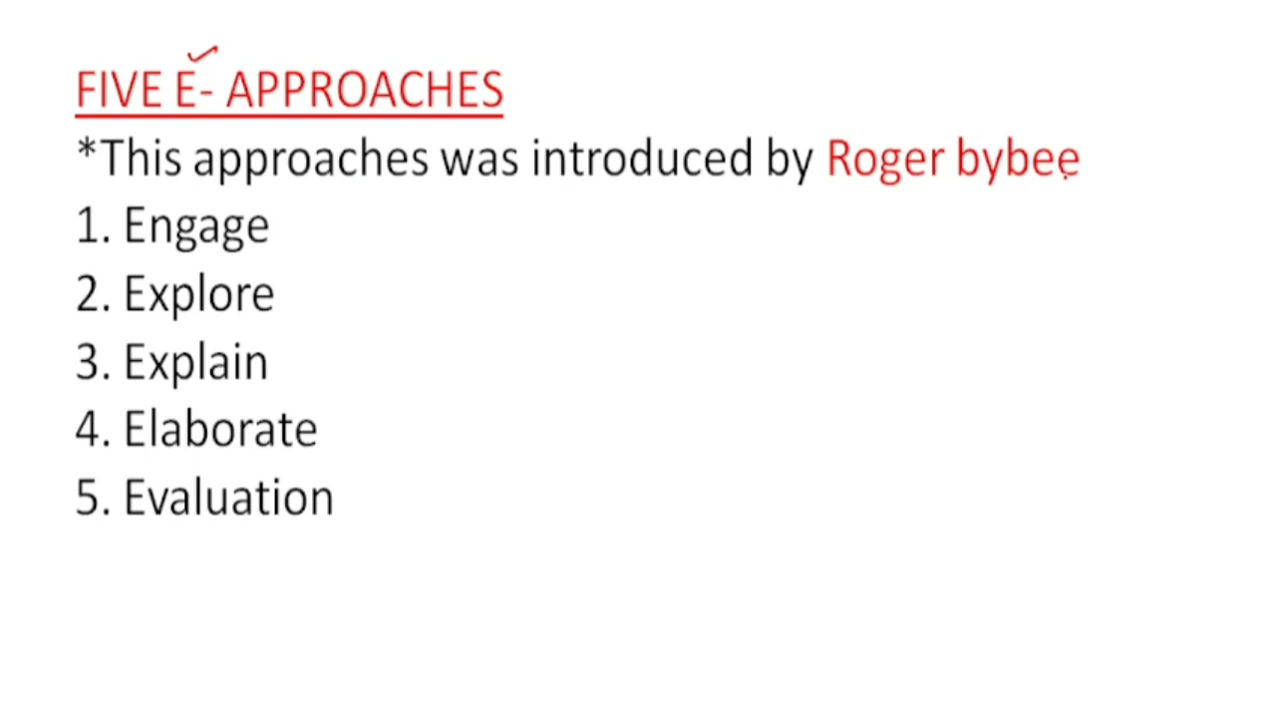 FIVE E- APPROACHES
*This approaches was introduced by Roger bybee
1. Engage
2. Explore
3. Explain
4. Elaborate
5. Evaluation